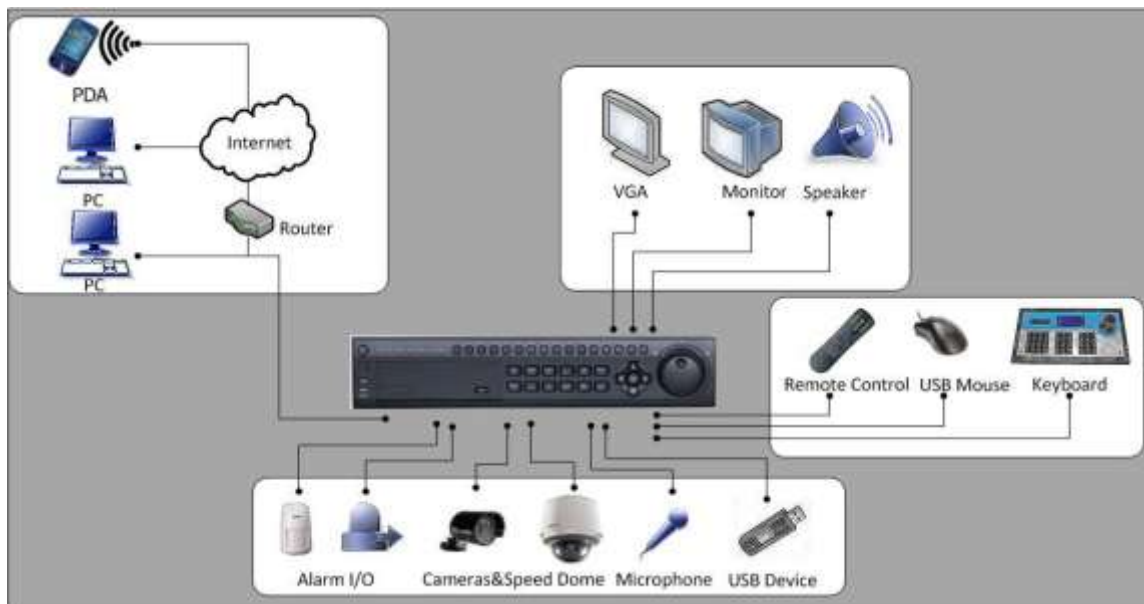 PDA
Internet
PC
Router
PC
VGA
Monitor
Speaker
Remote Control
USB Mouse
Keyboard
Alarm I/O
Cameras&Speed Dome
Microphone
USB Device